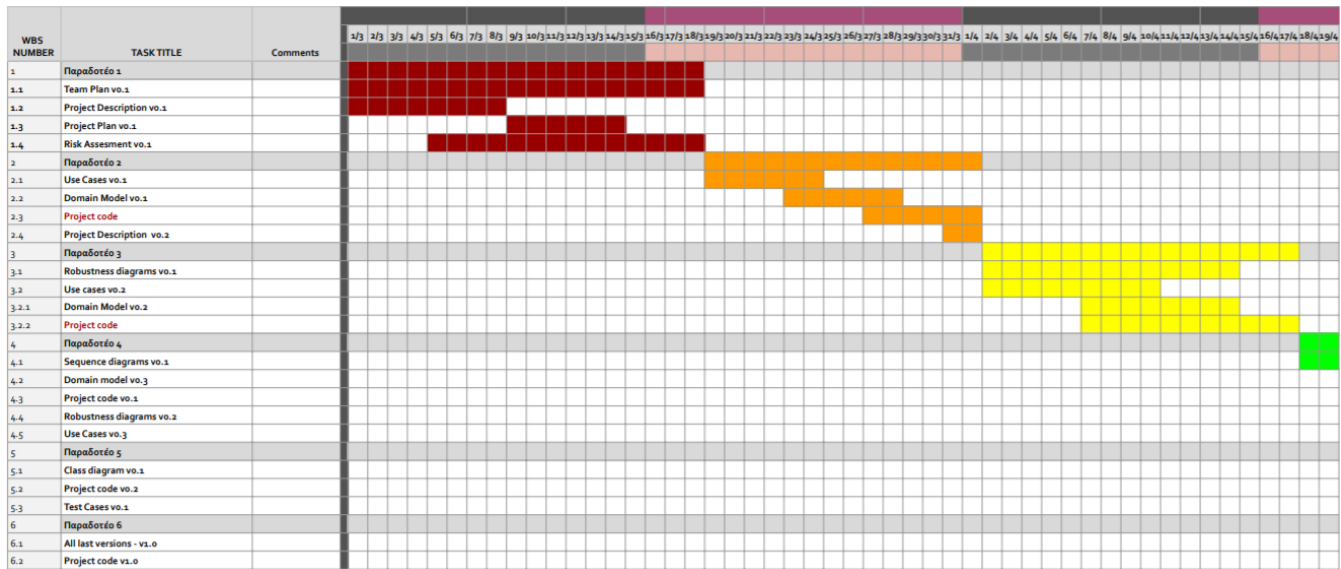 1/3 2/3 3/3 4/3 5/3 6/3 7/3 8/3 9/3 10/3 11/3 12/3 13/3 14/3 15/3 16/3 17/3 18/3 19/3 20/3 21/3 22/3 23/3 24/3 25/3 26/3 27/3 28/3 29/3 30/3 31/3 1/4 2/4 3/4 4/4 5/4 6/4 7/4 8/4 9/4 10/4 11/4 12/4 13/4 14/4 15/4 16/4 17/4 18/4 19/4
WBS NUMBER TASK TITLE Comments
1 Παραδοτέο 1
1.1 Team Plan v0.1
1.2 Project Description v0.1
1.3 Project Plan v0.1
1.4 Risk Assesment v0.1
2 Παραδοτέο 2
2.1 Use Cases v0.1
2.2 Domain Model v0.1
2.3 Project code
2.4 Project Description v0.2
3 Παραδοτέο 3
3.1 Robustness diagrams v0.1
3.2 Use cases v0.2
3.2.1 Domain Model v0.2
3.2.2 Project code
4 Παραδοτέο 4
4.1 Sequence diagrams v0.1
4.2 Domain model v0.3
4.3 Project code v0.1
4.4 Robustness diagrams v0.2
4.5 Use Cases v0.3
5 Παραδοτέο 5
5.1 Class diagram v0.1
5.2 Project code v0.2
5.3 Test Cases v0.1
6 Παραδοτέο 6
6.1 All last versions - v1.0
6.2 Project code v1.0